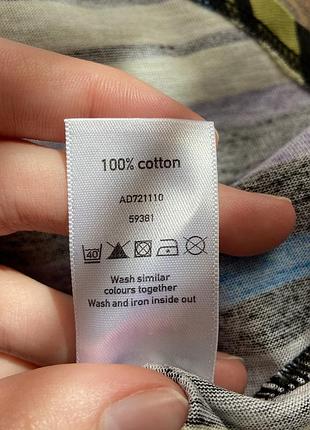 100% cotton
AD721110
59381
40
Wash similar
colours together
Wash and iron inside out